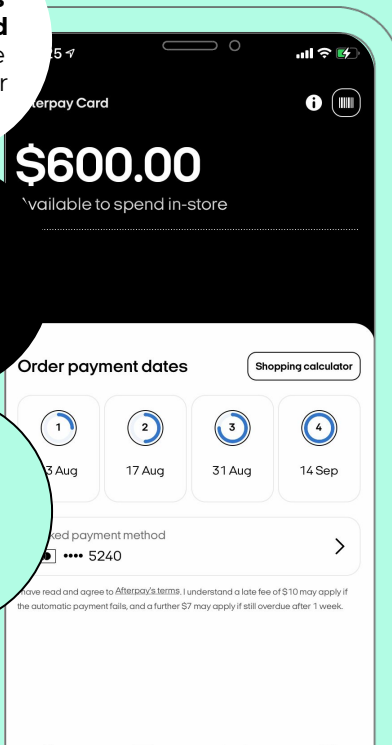 d
e
r
:5
terpay Card
$600.00
vailable to spend in-store
Order payment dates
Shopping calculator
1
2
3
4
3 Aug
17 Aug
31 Aug
14 Sep
ked payment method
•••• 5240
have read and agree to Afterpay's terms. I understand a late fee of $10 may apply if
the automatic payment fails, and a further $7 may apply if still overdue after 1 week.